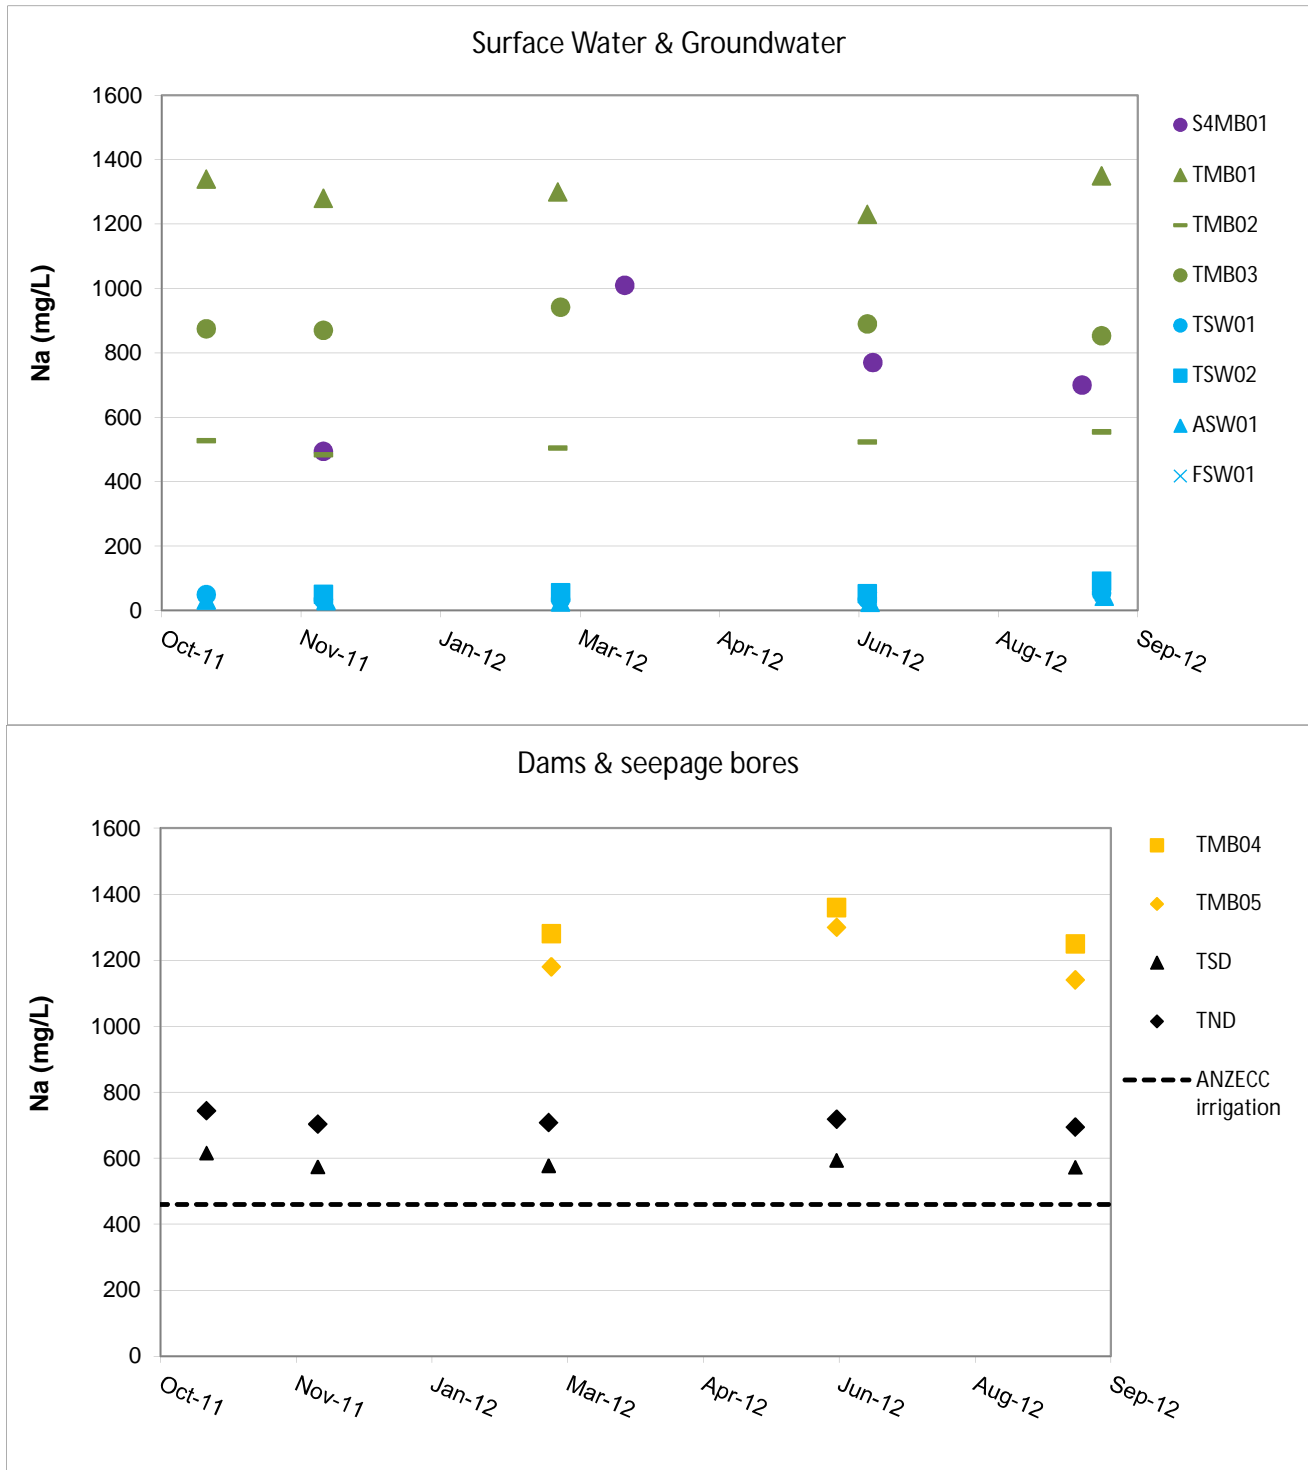 Surface Water & Groundwater
1600
1400
1200
1000
800
600
400
200
0
Na (mg/L)
Oct-11
Nov-11
Jan-12
Mar-12
Apr-12
Jun-12
Aug-12
Sep-12
S4MB01
TMB01
TMB02
TMB03
TSW01
TSW02
ASW01
FSW01
Dams & seepage bores
1600
1400
1200
1000
800
600
400
200
0
Na (mg/L)
Oct-11
Nov-11
Jan-12
Mar-12
Apr-12
Jun-12
Aug-12
Sep-12
TMB04
TMB05
TSD
TND
ANZECC
irrigation